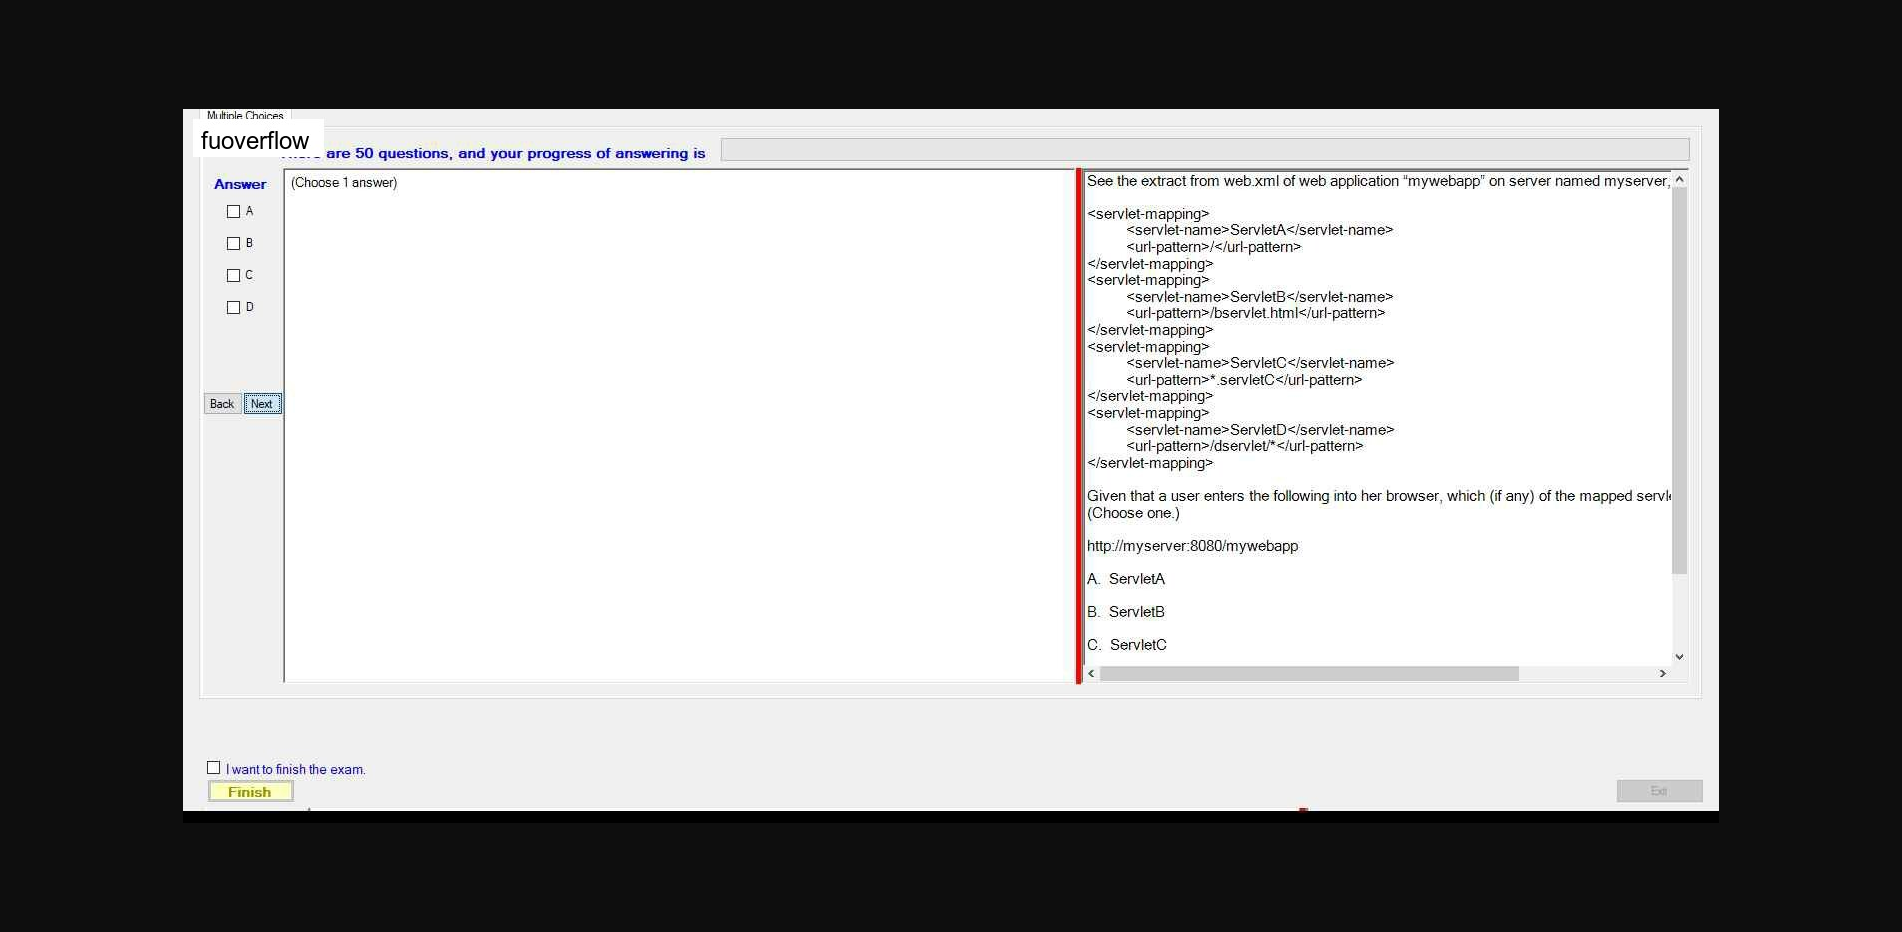 Multiple Choices
fuoverflow
are 50 questions, and your progress of answering is
Answer
A
B
C
D
Back
Next
(Choose 1 answer)
See the extract from web.xml of web application “mywebapp” on server named myserver,
<servlet-mapping>
<servlet-name>ServletA</servlet-name>
<url-pattern>/</url-pattern>
</servlet-mapping>
<servlet-mapping>
<servlet-name>ServletB</servlet-name>
<url-pattern>/bservlet.html</url-pattern>
</servlet-mapping>
<servlet-mapping>
<servlet-name>ServletC</servlet-name>
<url-pattern>*.servletC</url-pattern>
</servlet-mapping>
<servlet-mapping>
<servlet-name>ServletD</servlet-name>
<url-pattern>/dservlet/*</url-pattern>
</servlet-mapping>
Given that a user enters the following into her browser, which (if any) of the mapped
(Choose one.)
http://myserver:8080/mywebapp
A. ServletA
B. ServletB
C. ServletC
I want to finish the exam.
Finish
Exit